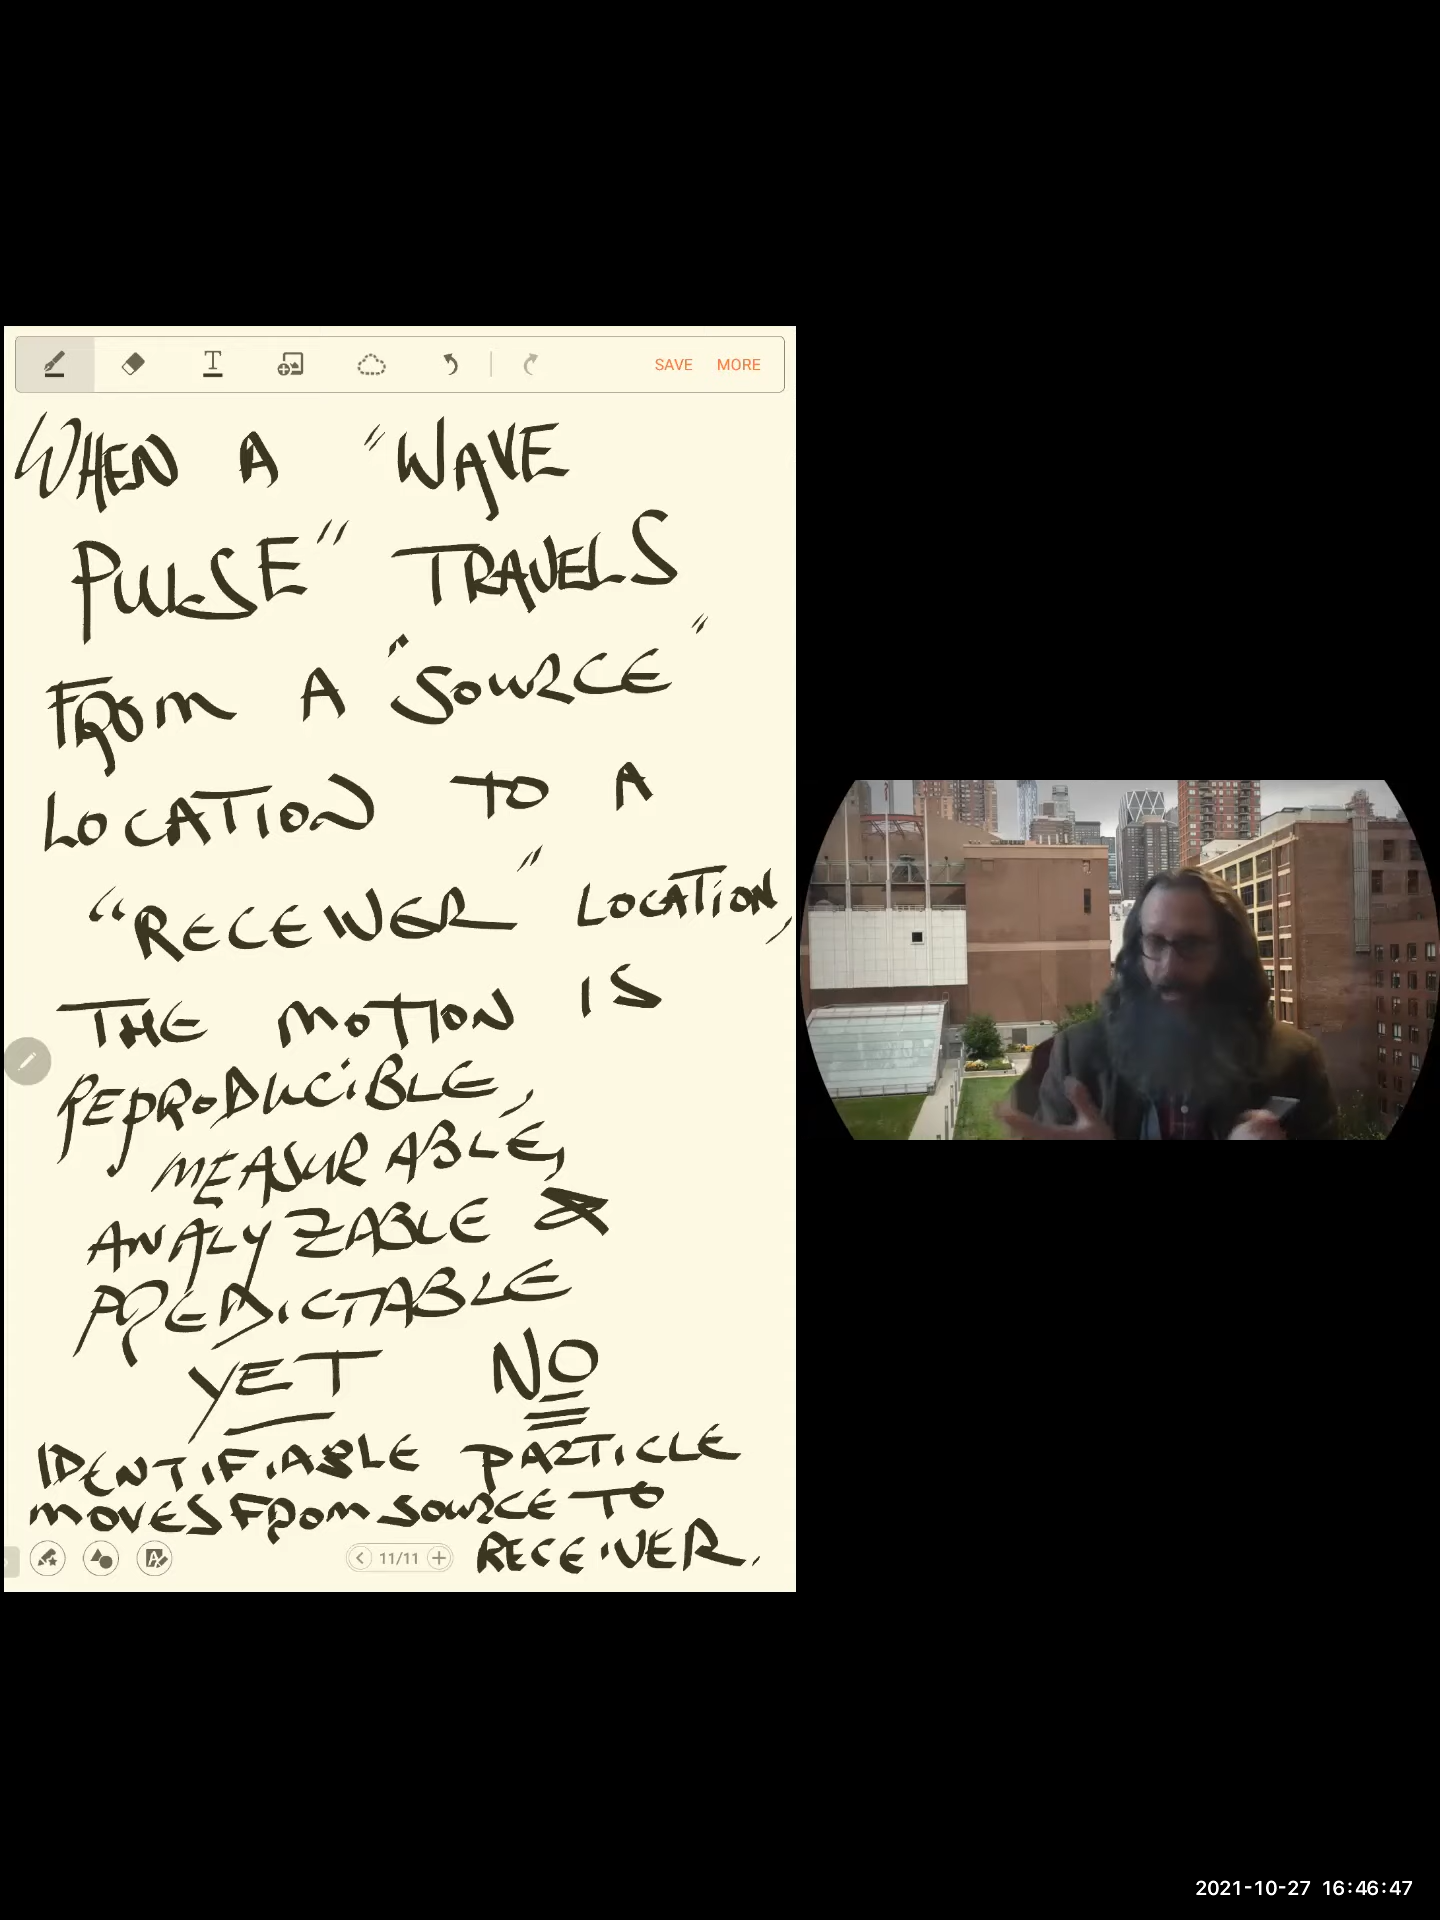 SAVE MORE
WHEN A "WAVE
PULSE" TRAVELS
FROM A "SOURCE"
LOCATION TO A
"RECEIVER" LOCATION,
THE MOTION IS
REPRODUCIBLE,
MEASURABLE,
ANALYZABLE &
PREDICTABLE
YET NO
IDENTIFIABLE PARTICLE
MOVES FROM SOURCE TO
RECEIVER.
11/11
2021-10-27 16:46:47